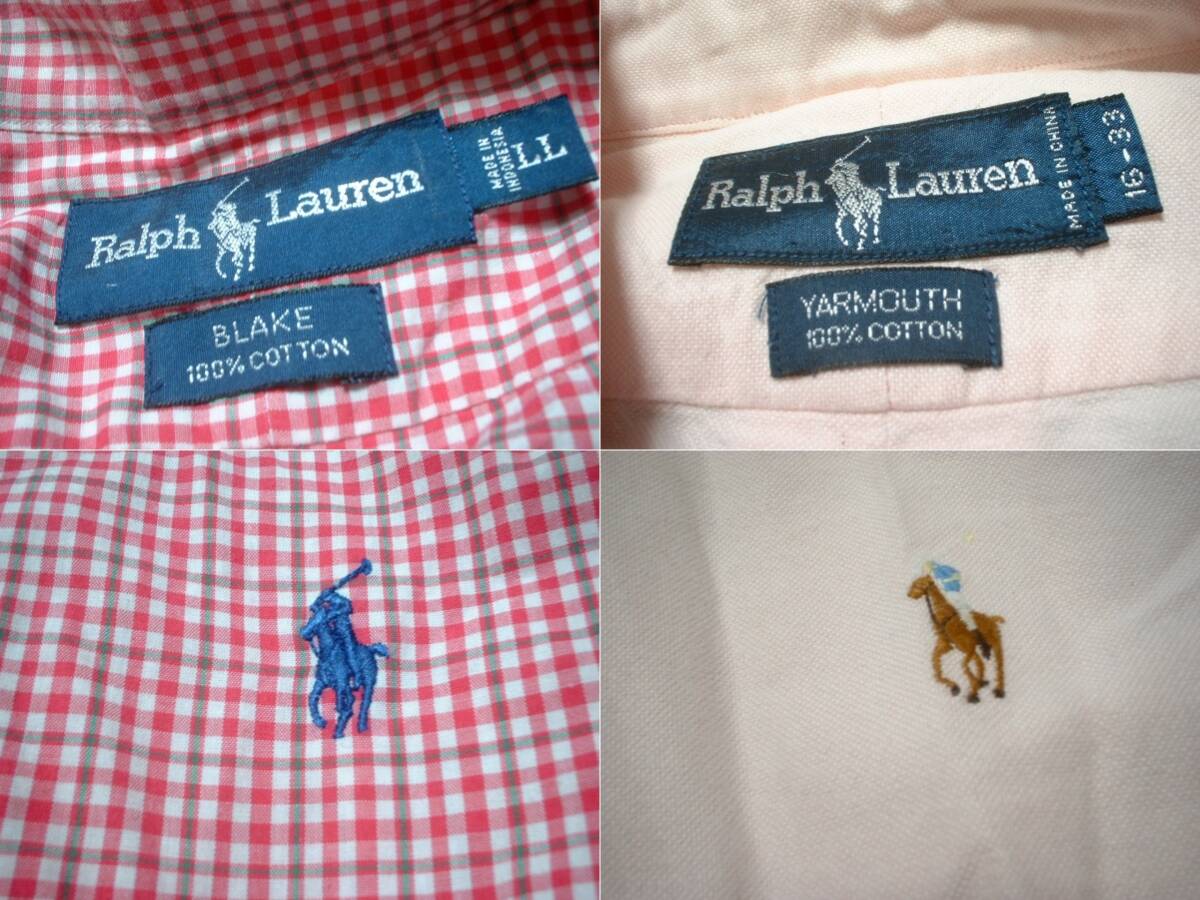 Ralph Lauren
MADE IN
INDONESIA
LL
BLAKE
100% COTTON
Ralph Lauren
MADE IN CHINA
16-33
YARMOUTH
100% COTTON